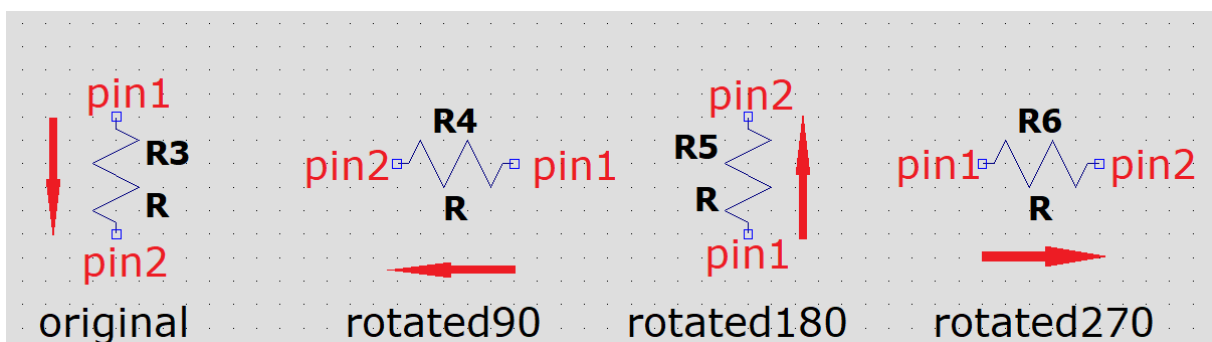 pin1
R3
R
pin2
original
R4
pin2
pin1
R
rotated90
pin2
R5
R
pin1
rotated180
R6
pin1
pin2
R
rotated270